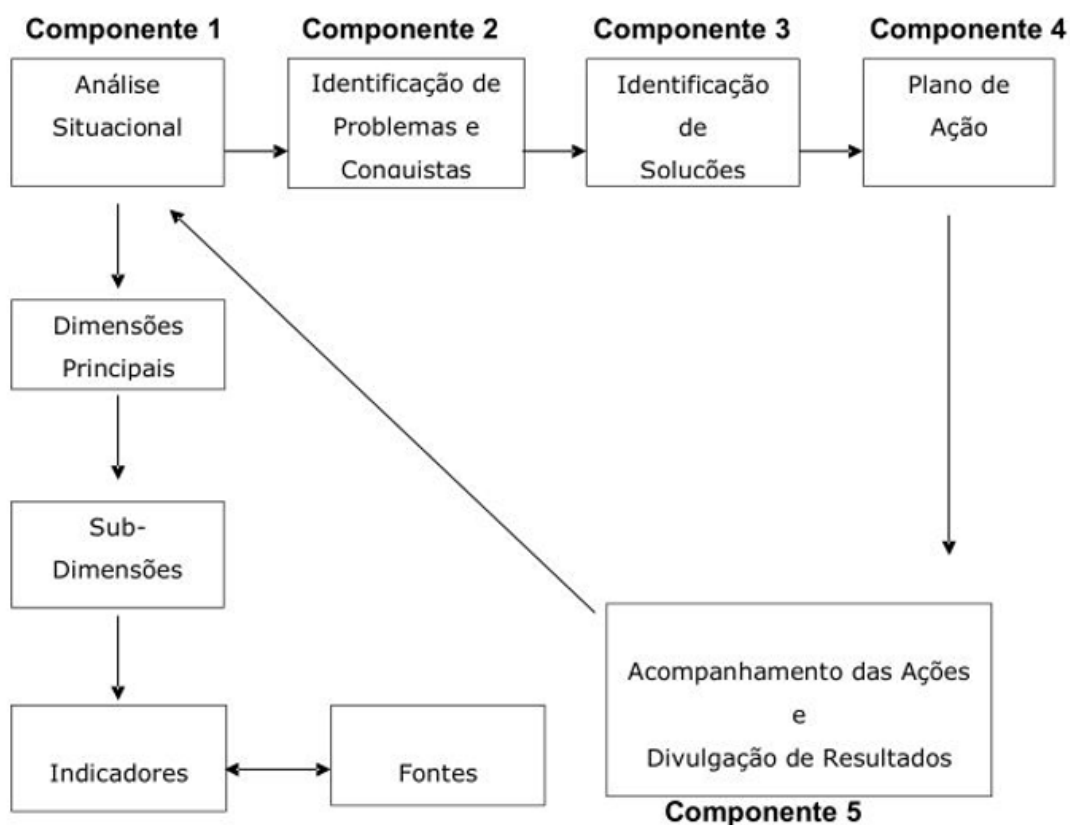 Componente 1
Componente 2
Componente 3
Componente 4
Análise
Situacional
Identificação de
Problemas e
Conquistas
Identificação
de
Soluções
Plano de
Ação
Dimensões
Principais
Sub-
Dimensões
Indicadores
Fontes
Acompanhamento das Ações
e
Divulgação de Resultados
Componente 5